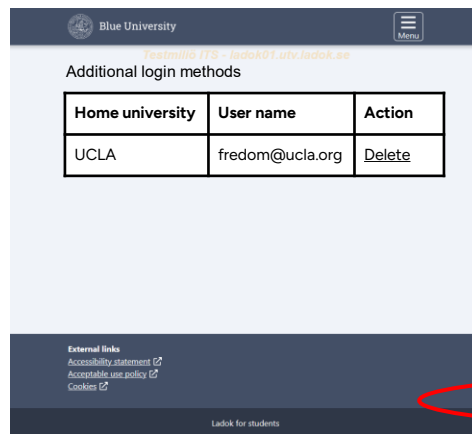 Blue University
Menu
Testmiljö ITS - ladok01.utv.ladok.se
Additional login methods
Home university User name Action
UCLA fredom@ucla.org Delete
External links
Accessibility statement
Acceptable use policy
Cookies
Ladok for students